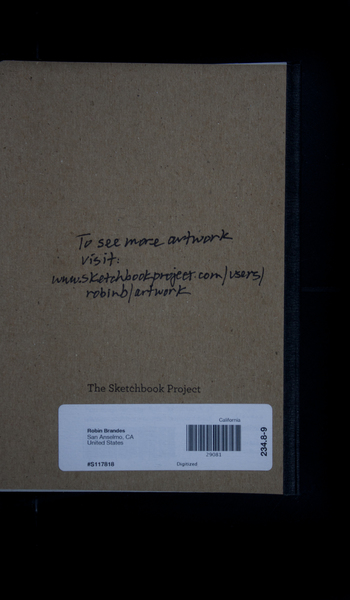 To see more artwork
visit:
www.sketchbookproject.com/users/
robinb/artwork
The Sketchbook Project
California
Robin Brandes
San Anselmo, CA
United States
29081
234.8-9
#S117816
Digitized